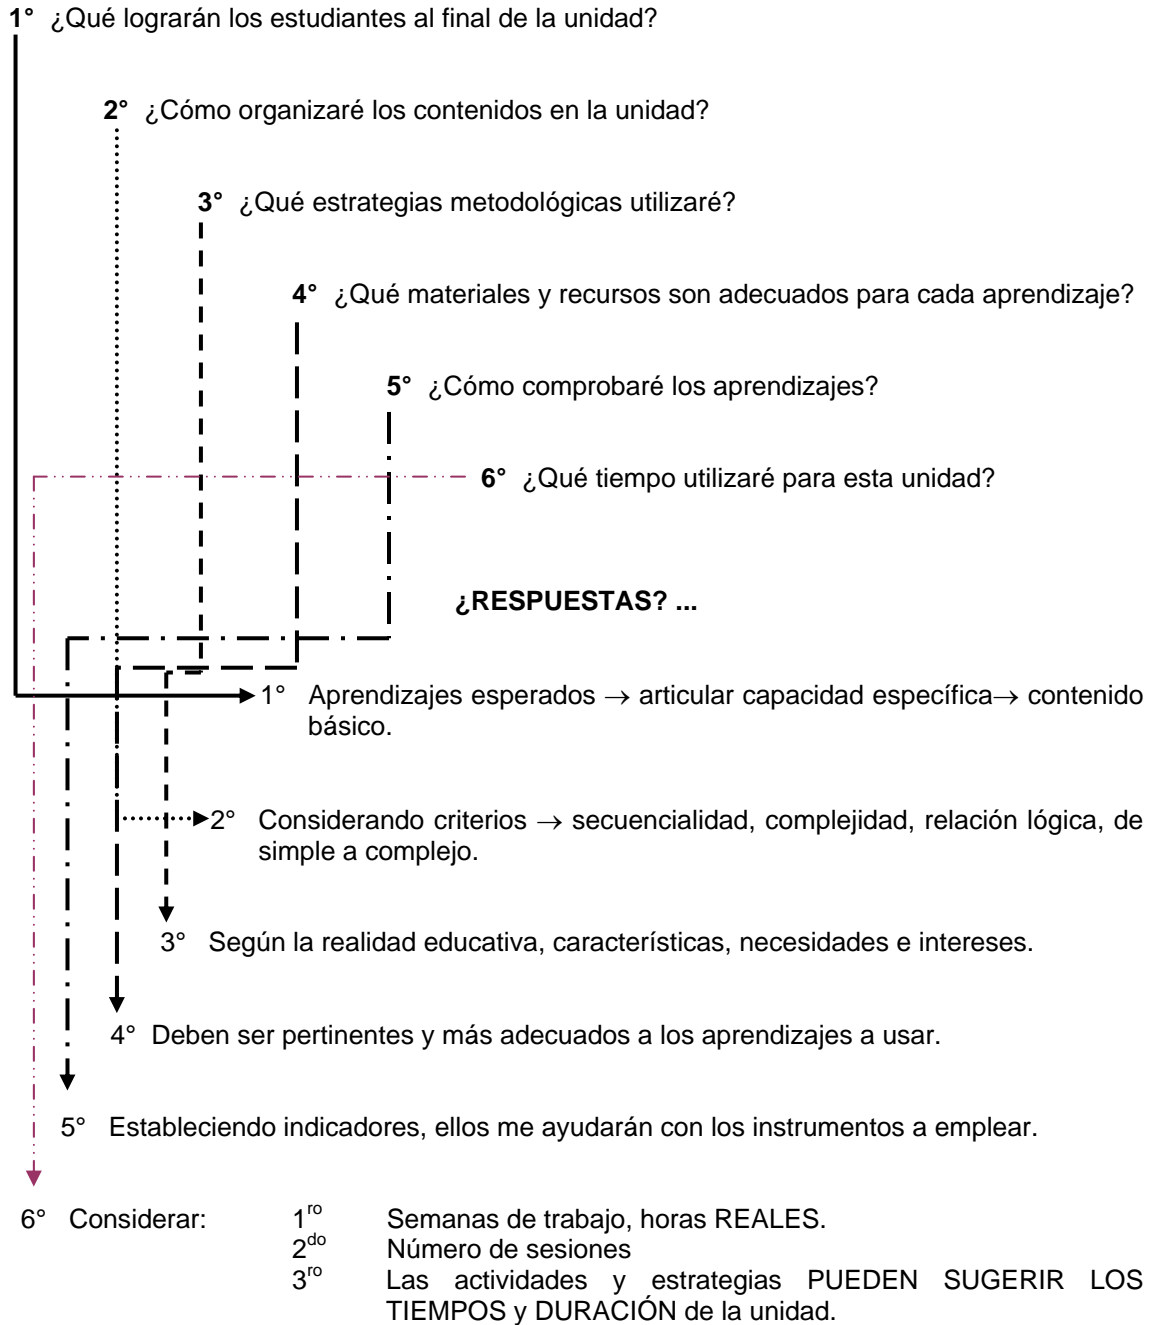 1° ¿Qué lograrán los estudiantes al final de la unidad?
2° ¿Cómo organizaré los contenidos en la unidad?
3° ¿Qué estrategias metodológicas utilizaré?
4° ¿Qué materiales y recursos son adecuados para cada aprendizaje?
5° ¿Cómo comprobaré los aprendizajes?
6° ¿Qué tiempo utilizaré para esta unidad?
¿RESPUESTAS? ...
1° Aprendizajes esperados → articular capacidad específica→ contenido
básico.
2° Considerando criterios → secuencialidad, complejidad, relación lógica, de
simple a complejo.
3° Según la realidad educativa, características, necesidades e intereses.
4° Deben ser pertinentes y más adecuados a los aprendizajes a usar.
5° Estableciendo indicadores, ellos me ayudarán con los instrumentos a emplear.
6° Considerar: 1ro Semanas de trabajo, horas REALES.
2do Número de sesiones
3ro Las actividades y estrategias PUEDEN SUGERIR LOS
TIEMPOS y DURACIÓN de la unidad.